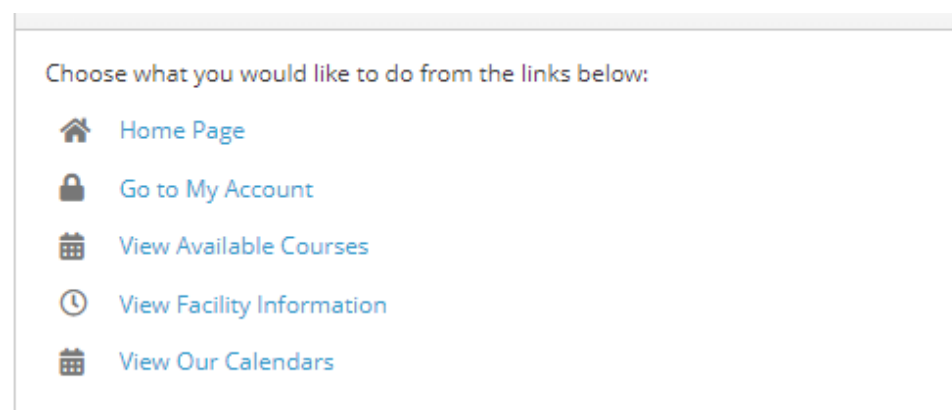 Choose what you would like to do from the links below:
Home Page
Go to My Account
View Available Courses
View Facility Information
View Our Calendars